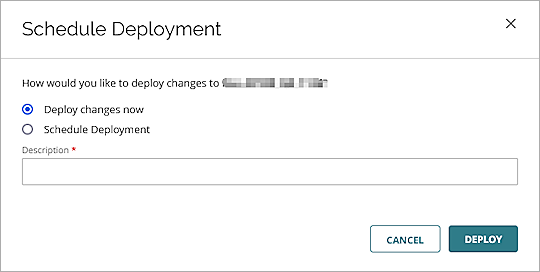 Schedule Deployment
How would you like to deploy changes to
Deploy changes now
Schedule Deployment
Description *
CANCEL
DEPLOY